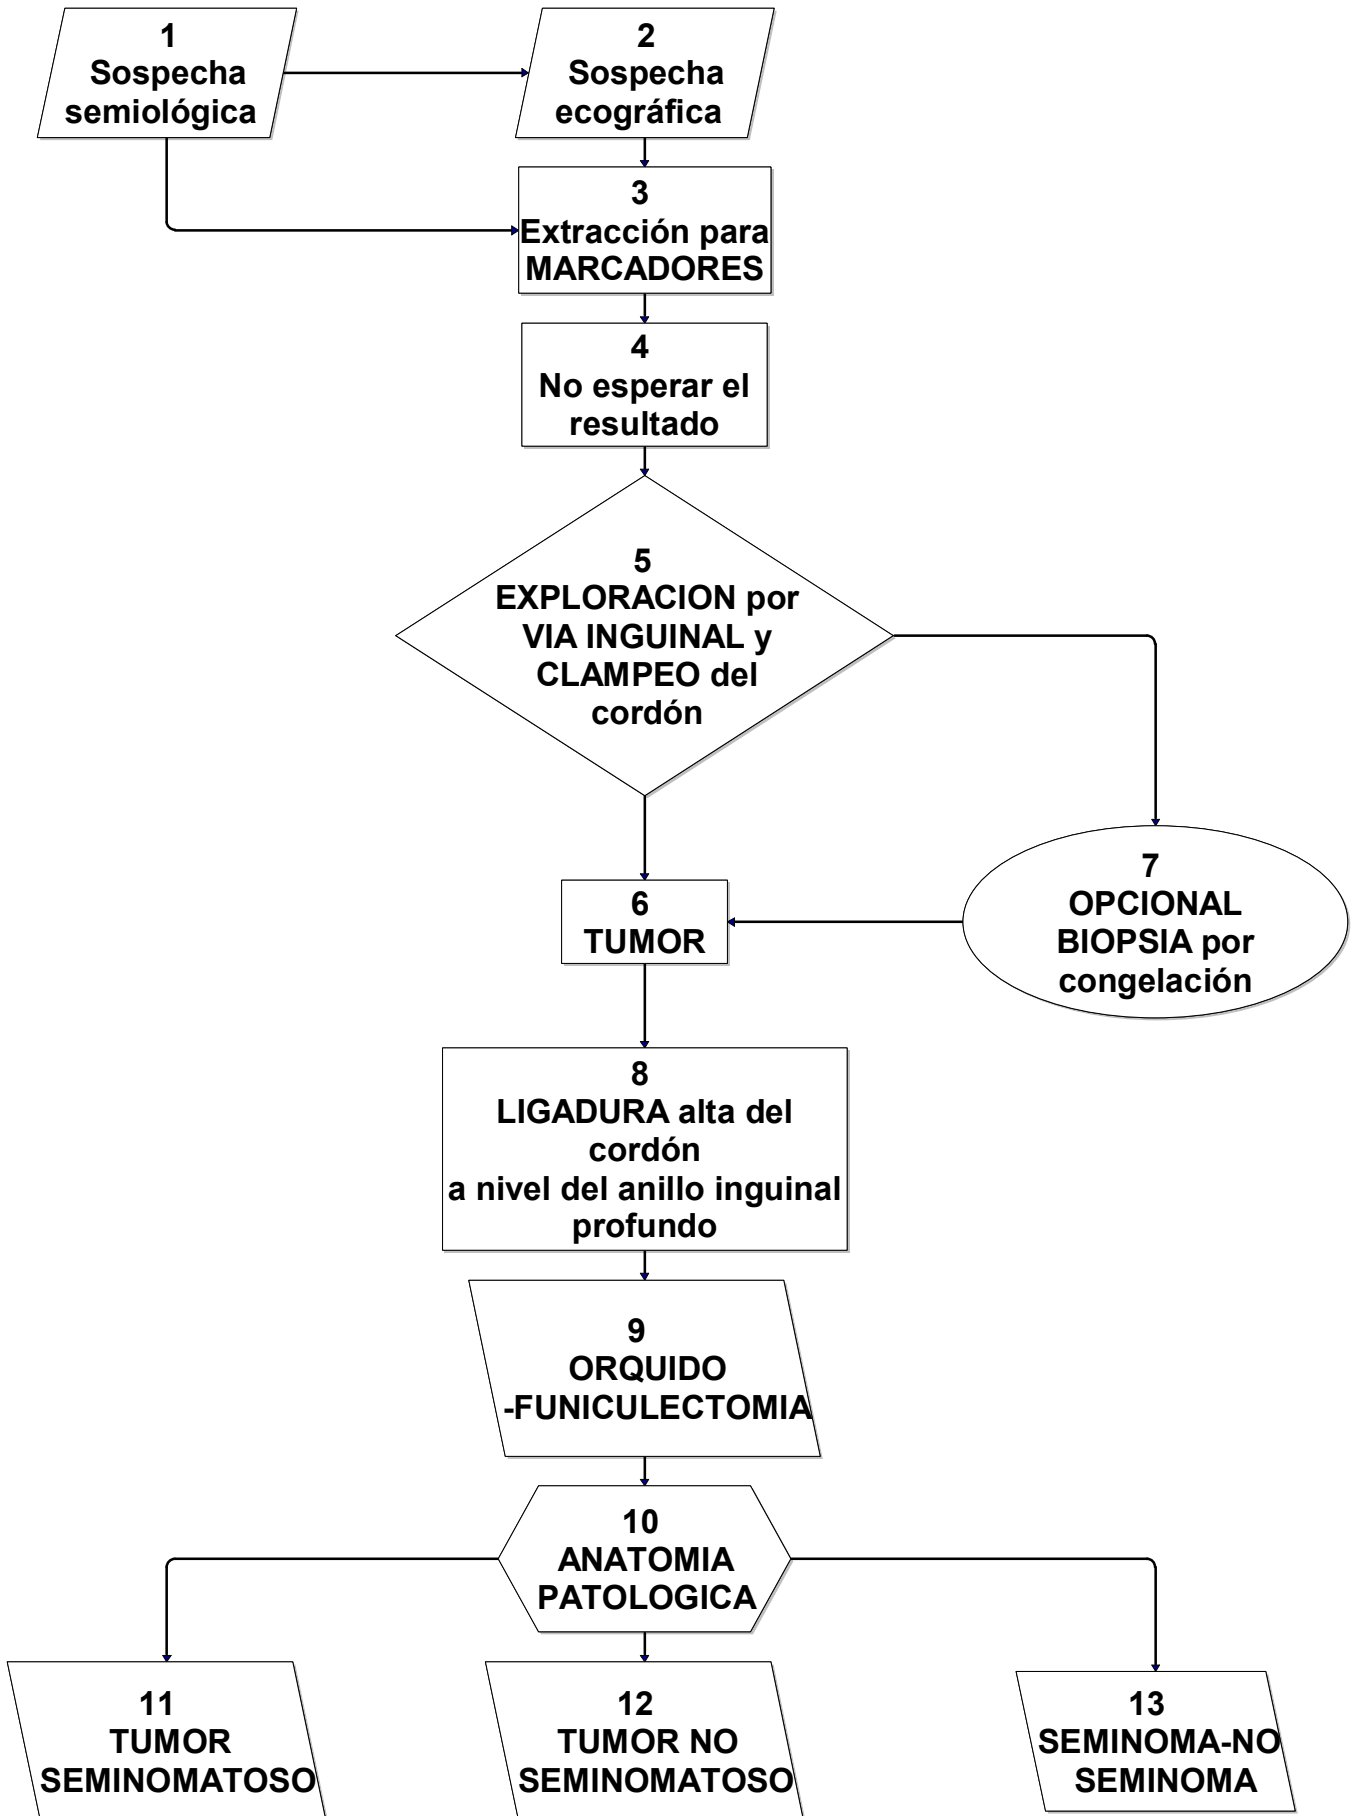 1
Sospecha
semiológica
2
Sospecha
ecográfica
3
Extracción para
MARCADORES
4
No esperar el
resultado
5
EXPLORACION por
VIA INGUINAL y
CLAMPEO del
cordón
6
TUMOR
7
OPCIONAL
BIOPSIA por
congelación
8
LIGADURA alta del
cordón
a nivel del anillo inguinal
profundo
9
ORQUIDO
-FUNICULECTOMIA
10
ANATOMIA
PATOLOGICA
11
TUMOR
SEMINOMATOSO
12
TUMOR NO
SEMINOMATOSO
13
SEMINOMA-NO
SEMINOMA